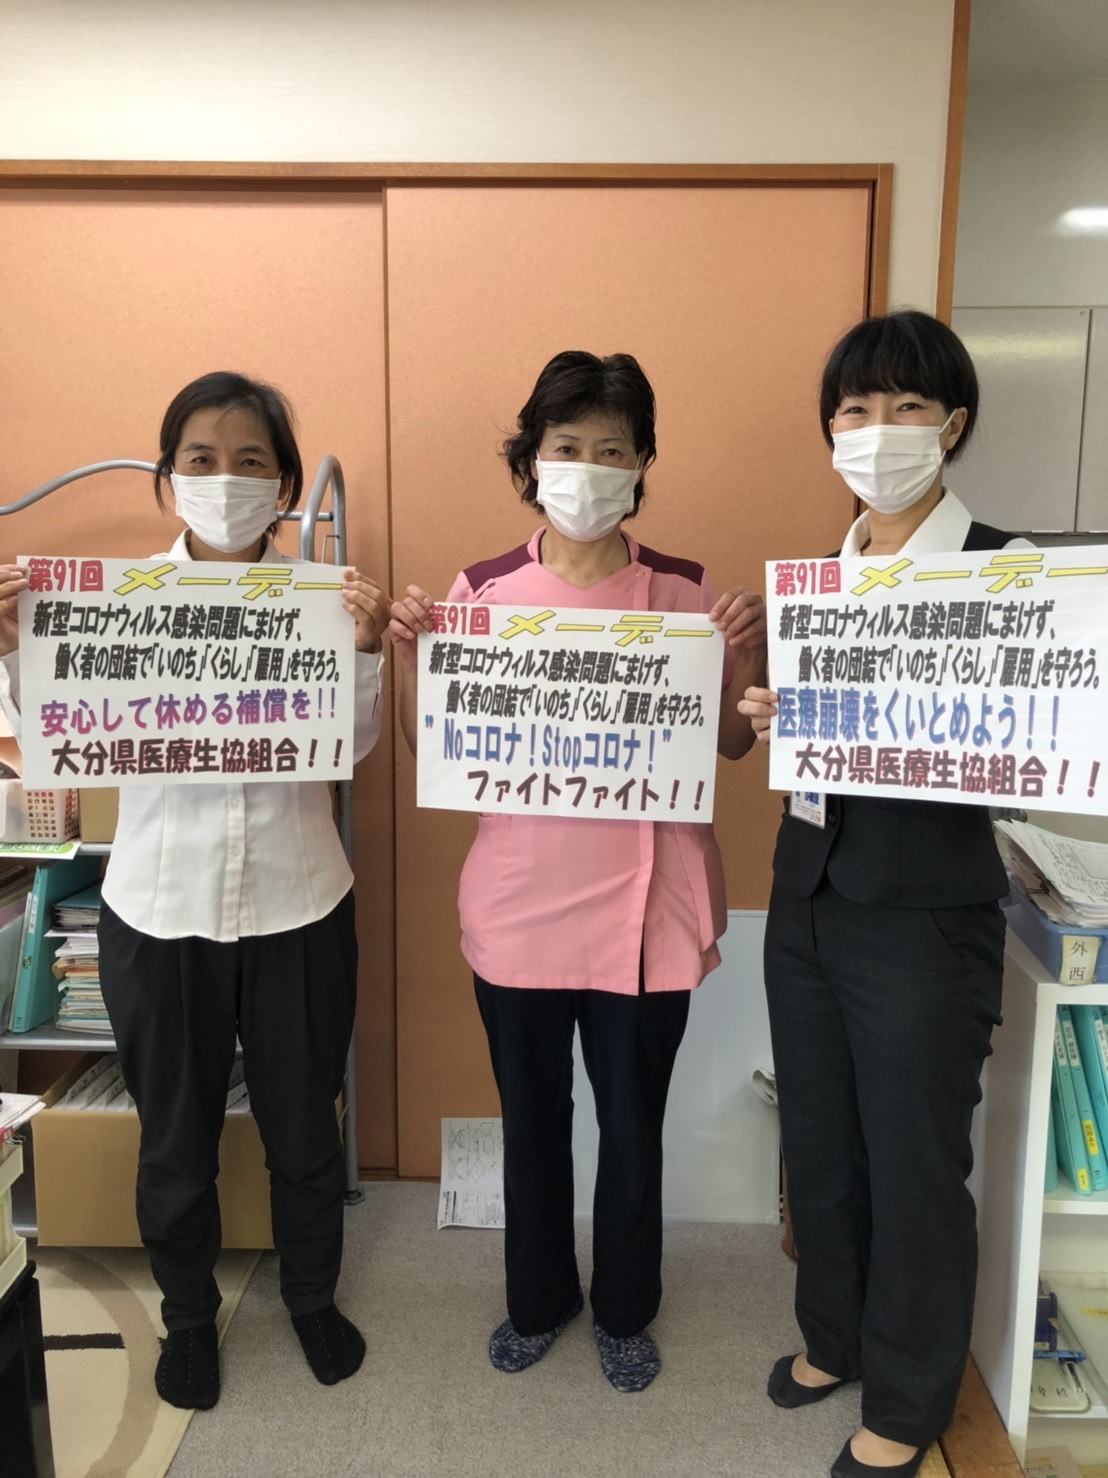 第91回 メーデー
新型コロナウィルス感染問題にまけず、
働く者の団結で「いのち」「くらし」「雇用」を守ろう。
安心して休める補償を!!
大分県医療生協組合!!
第91回 メーデー
新型コロナウィルス感染問題にまけず、
働く者の団結で「いのち」「くらし」「雇用」を守ろう。
"Noコロナ!Stopコロナ!"
ファイトファイト!!
第91回 メーデー
新型コロナウィルス感染問題にまけず、
働く者の団結で「いのち」「くらし」「雇用」を守ろう。
医療崩壊をくいとめよう!!
大分県医療生協組合!!
外
西